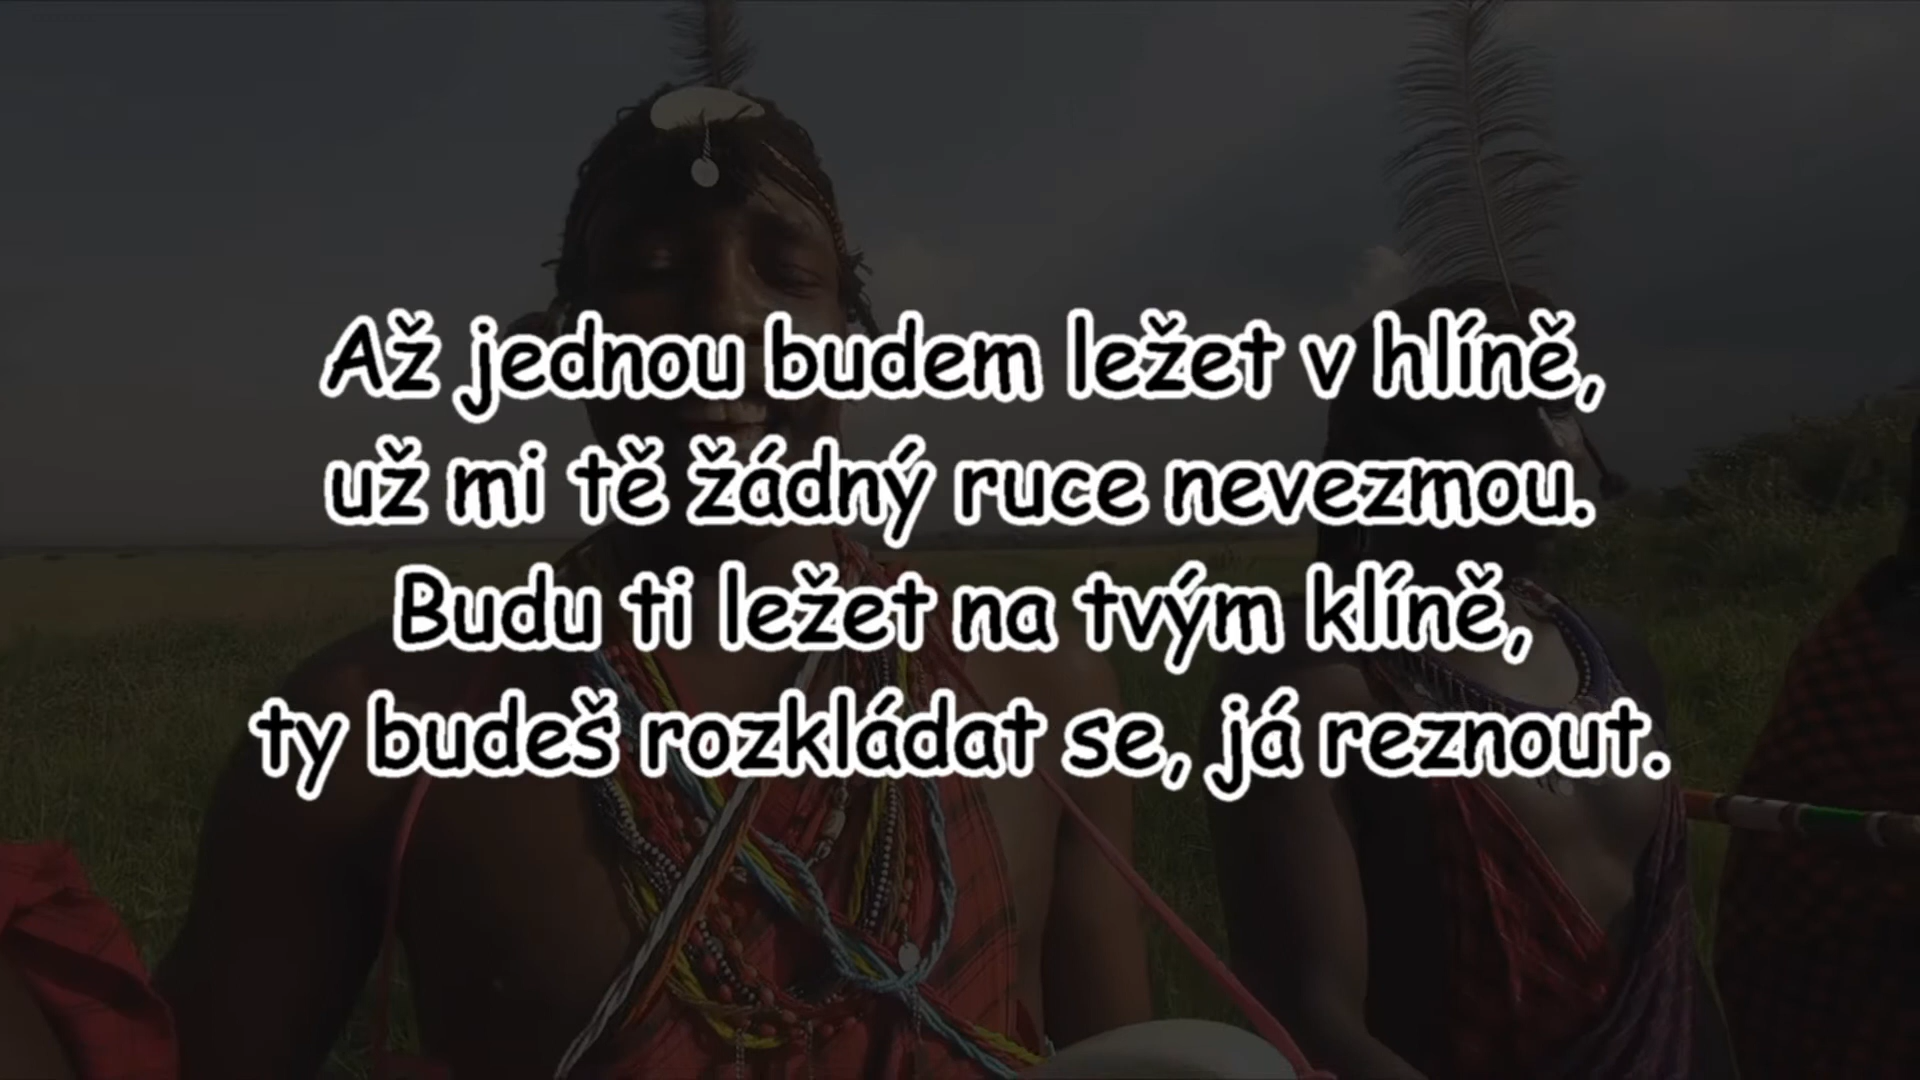 Až jednou budem ležet v hlíně,
už mi tě žádný ruce nevezmou.
Budu ti ležet na tvým klíně,
ty budeš rozkládat se, já reznout.